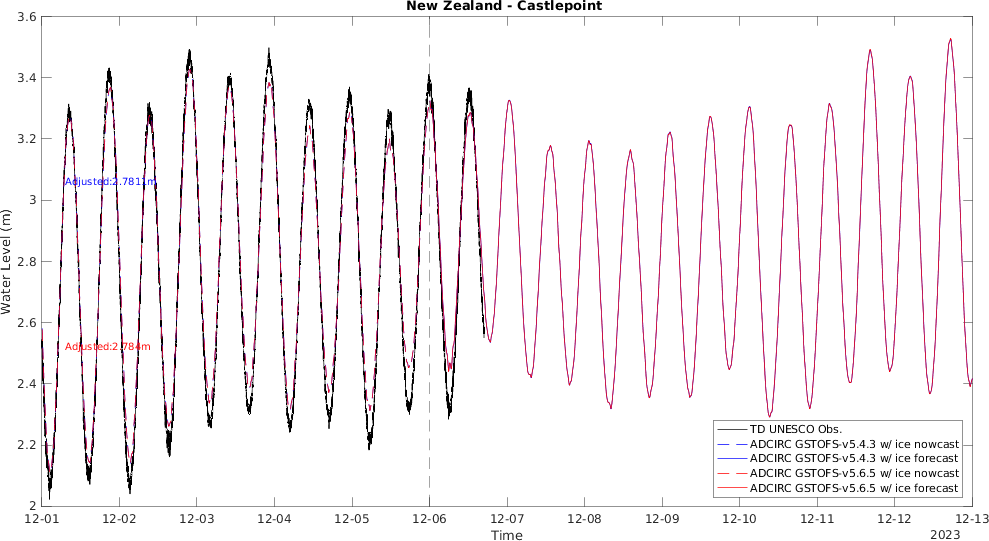 New Zealand - Castlepoint
3.6
3.4
3.2
3
2.8
2.6
2.4
2.2
2
Water Level (m)
Adjusted:2.7811m
Adjusted:2.784m
TD UNESCO Obs.
ADCIRC GSTOFS-v5.4.3 w/ ice nowcast
ADCIRC GSTOFS-v5.4.3 w/ ice forecast
ADCIRC GSTOFS-v5.6.5 w/ ice nowcast
ADCIRC GSTOFS-v5.6.5 w/ ice forecast
12-01 12-02 12-03 12-04 12-05 12-06 12-07 12-08 12-09 12-10 12-11 12-12 12-13
Time
2023